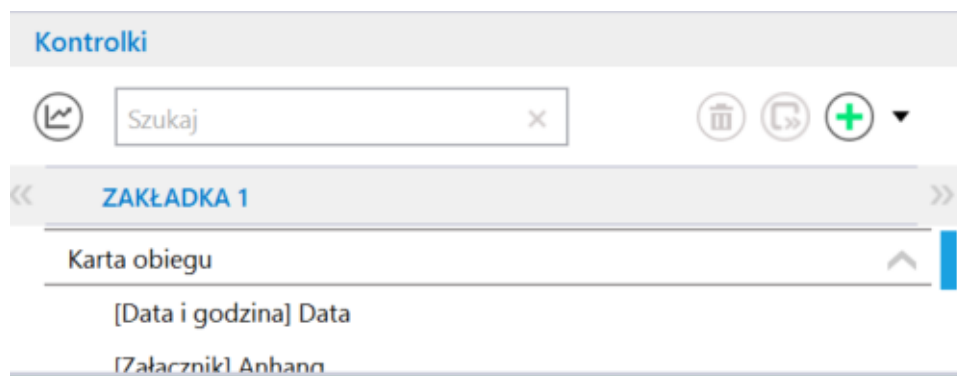 Kontrolki
Szukaj
ZAKŁADKA 1
Karta obiegu
[Data i godzina] Data
[Załącznik] Anhang